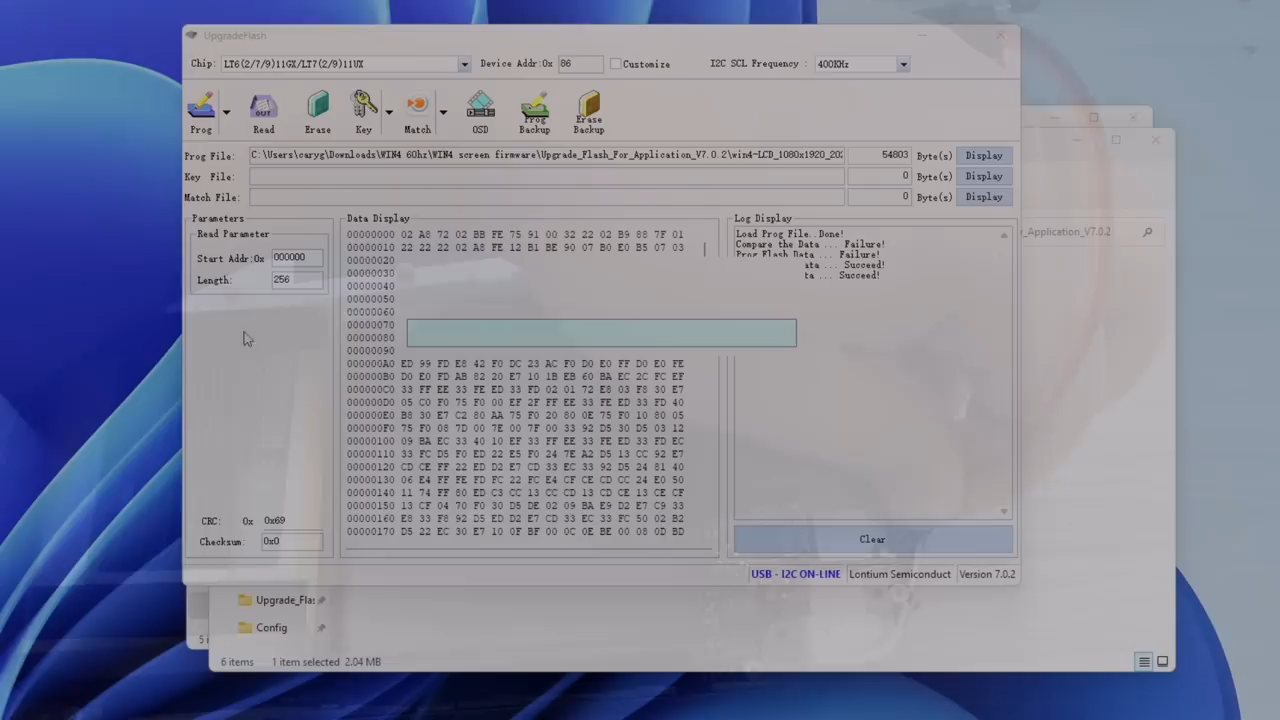 UpgradeFlash
Chip: LT6(2/7/9)11GX/LT7(2/9)11UX Device Addr:0x 86 Customize I2C SCL Frequency : 400KHz
Prog Read Erase Key Match OSD Prog Backup Erase Backup
OUT
Prog File: C:\Users\caryg\Downloads\WIN4 60hz\WIN4 screen firmware\Upgrade_Flash_For_Application_V7.0.2\win4-LCD_1080x1920_202 54803 Byte(s) Display
Key File: 0 Byte(s) Display
Match File: 0 Byte(s) Display
Parameters
Read Parameter
Start Addr:0x 000000
Length: 256
CRC: 0x 0x69
Checksum: 0x0
Data Display
00000000 02 A8 72 02 BB FE 75 91 00 32 22 02 B9 88 7F 01
00000010 22 22 22 02 A8 FE 12 B1 BE 90 07 B0 E0 B5 07 03
00000020
00000030
00000040
00000050
00000060
00000070
00000080
00000090
000000A0 ED 99 FD E8 42 F0 DC 23 AC F0 D0 E0 FF D0 E0 FE
000000B0 D0 E0 FD AB 82 20 E7 10 1B EB 60 BA EC 2C FC EF
000000C0 33 FF EE 33 FE ED 33 FD 02 01 72 E8 03 F8 30 E7
000000D0 05 C0 F0 75 F0 00 EF 2F FF EE 33 FE ED 33 FD 40
000000E0 B8 30 E7 C2 80 AA 75 F0 20 80 0E 75 F0 10 80 05
000000F0 75 F0 08 7D 00 7E 00 7F 00 33 92 D5 30 D5 03 12
00000100 09 BA EC 33 40 10 EF 33 FF EE 33 FE ED 33 FD EC
00000110 33 FC D5 F0 ED 22 E5 F0 24 7E A2 D5 13 CC 92 E7
00000120 CD CE FF 22 ED D2 E7 CD 33 EC 33 92 D5 24 81 40
00000130 06 E4 FF FE FD FC 22 FC E4 CF CE CD CC 24 E0 50
00000140 11 74 FF 80 ED C3 CC 13 CC CD 13 CD CE 13 CE CF
00000150 13 CF 04 70 F0 30 D5 DE 02 09 BA E9 D2 E7 C9 33
00000160 E8 33 F8 92 D5 ED D2 E7 CD 33 EC 33 FC 50 02 B2
00000170 D5 22 EC 30 E7 10 0F BF 00 0C 0E BE 00 08 0D BD
Log Display
Load Prog File..Done!
Compare the Data ... Failure!
Prog Flash Data ... Failure!
ata ... Succeed!
ta ... Succeed!
Clear
USB - I2C ON-LINE Lontium Semiconduct Version 7.0.2
_Application_V7.0.2
Upgrade_Flas
Config
5 i
6 items 1 item selected 2.04 MB